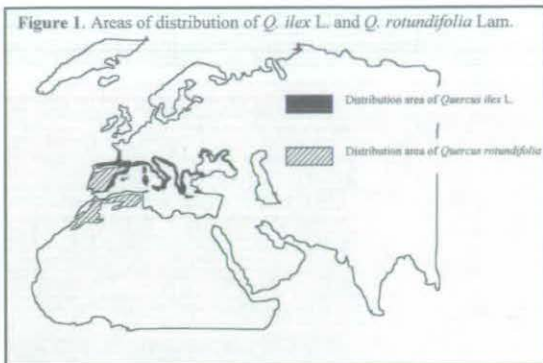 Figure 1. Areas of distribution of Q. ilex L. and Q. rotundifolia Lam.
Distribution area of Quercus ilex L.
Distribution area of Quercus rotundifolia